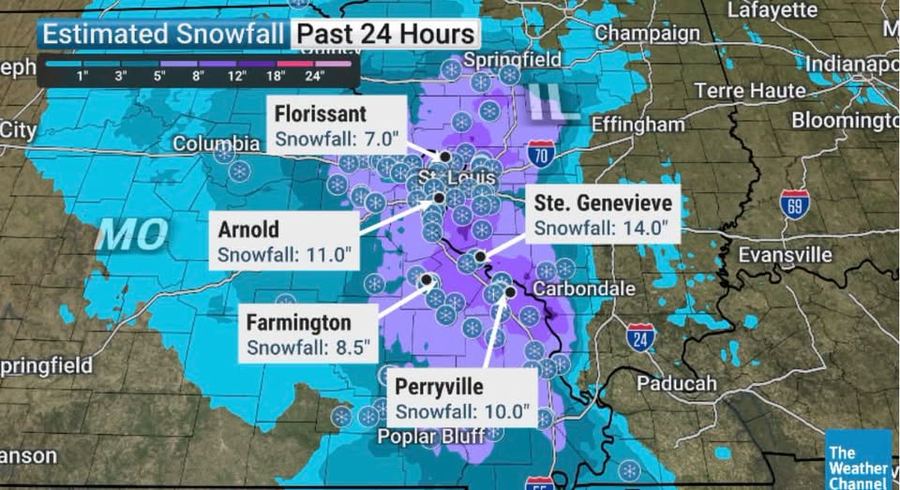 Estimated Snowfall Past 24 Hours
1" 3" 5" 8" 12" 18" 24"
Lafayette
Champaign
Springfield
Indianapo
Terre Haute
IL
Bloomingto
Effingham
City
Columbia
Florissant
Snowfall: 7.0"
70
St. Louis
Ste. Genevieve
Snowfall: 14.0"
69
MO
Arnold
Snowfall: 11.0"
Evansville
Carbondale
Farmington
Snowfall: 8.5"
24
pringfield
Paducah
Perryville
Snowfall: 10.0"
Poplar Bluff
anson
55
The
Weather
Channel